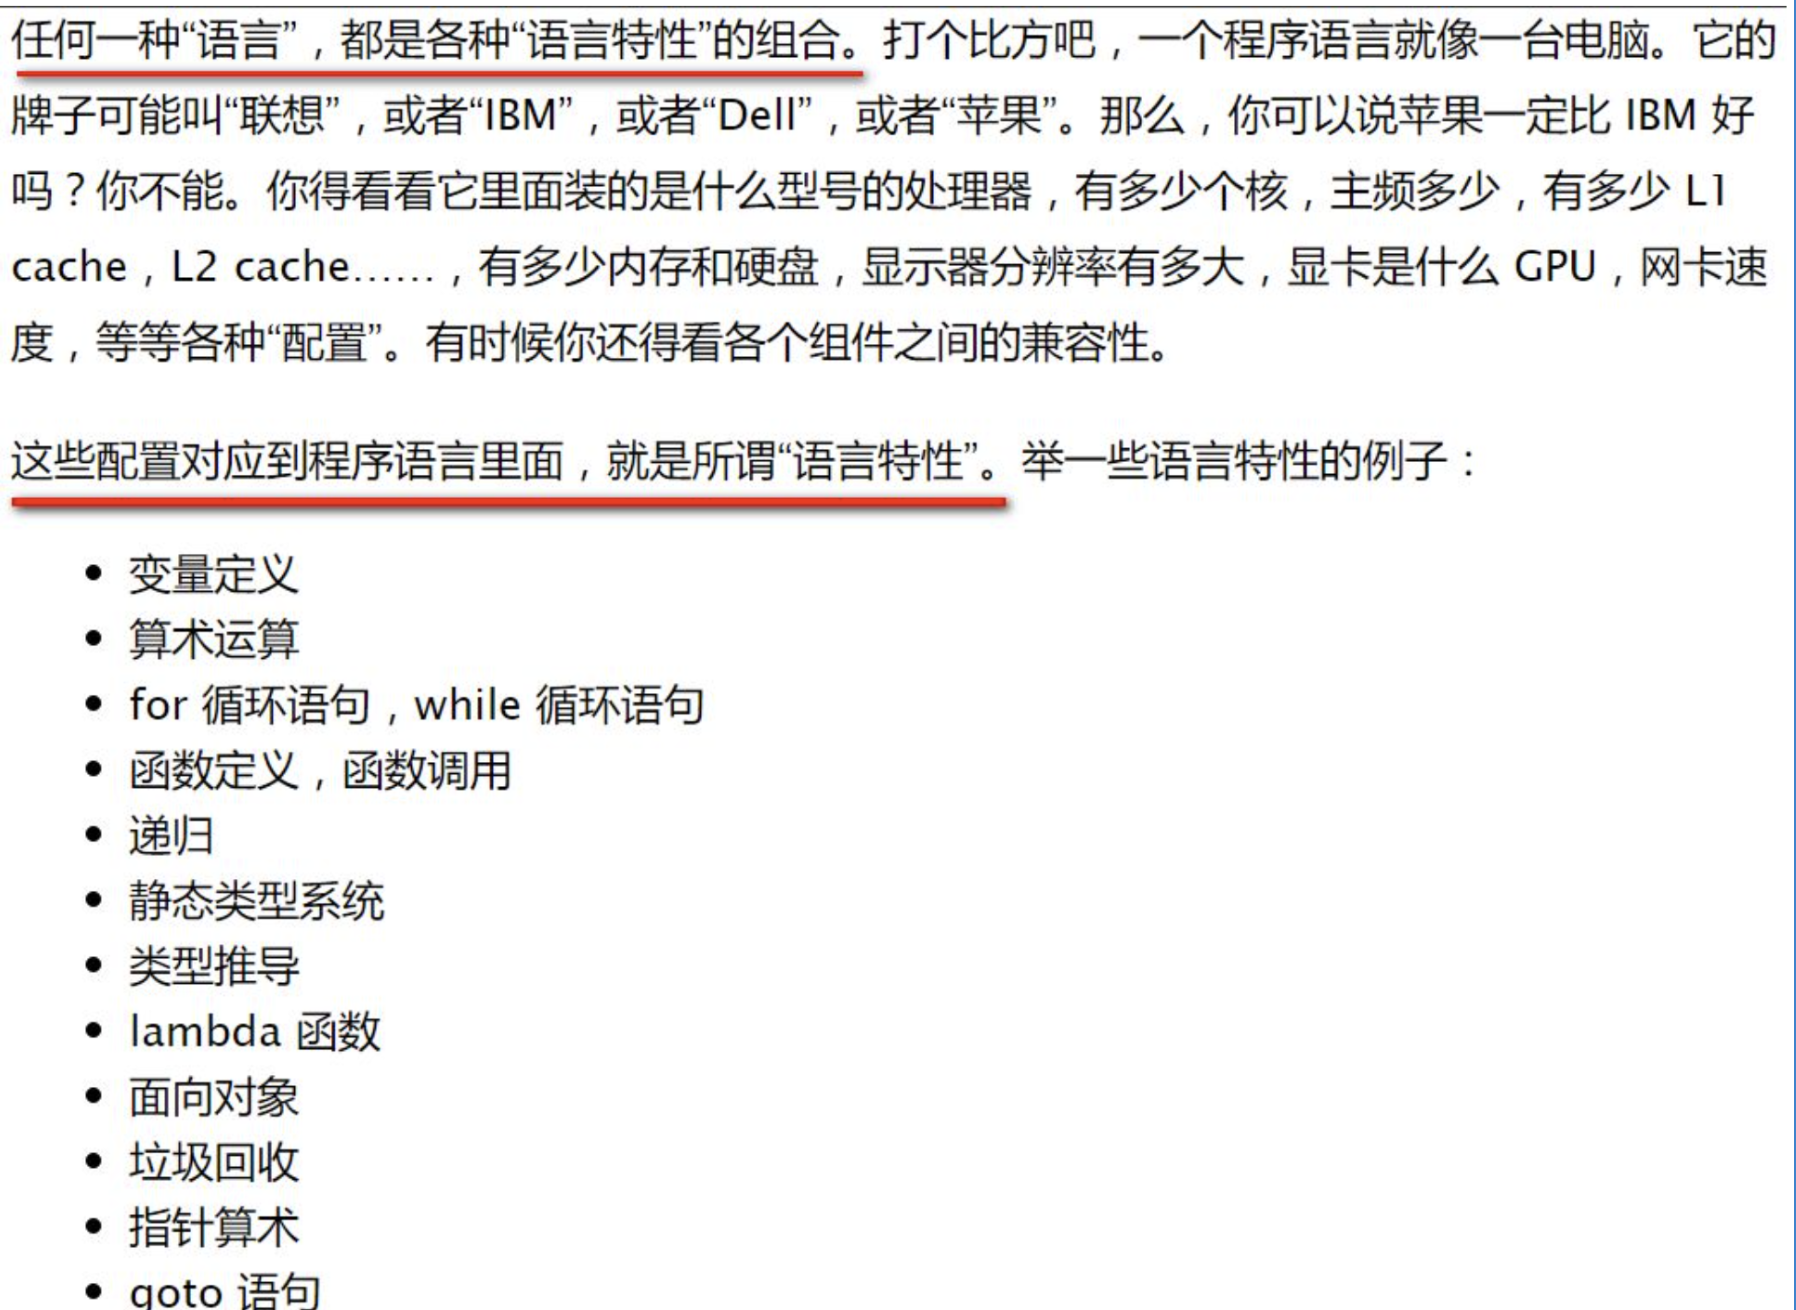 任何一种“语言”，都是各种“语言特性”的组合。打个比方吧，一个程序语言就像一台电脑。它的
牌子可能叫“联想”，或者“IBM”，或者“Dell”，或者“苹果”。那么，你可以说苹果一定比 IBM 好
吗？你不能。你得看看它里面装的是什么型号的处理器，有多少个核，主频多少，有多少 L1
cache，L2 cache……，有多少内存和硬盘，显示器分辨率有多大，显卡是什么 GPU，网卡速
度，等等各种“配置”。有时候你还得看各个组件之间的兼容性。
这些配置对应到程序语言里面，就是所谓“语言特性”。举一些语言特性的例子：
• 变量定义
• 算术运算
• for 循环语句，while 循环语句
• 函数定义，函数调用
• 递归
• 静态类型系统
• 类型推导
• lambda 函数
• 面向对象
• 垃圾回收
• 指针算术
• goto 语句